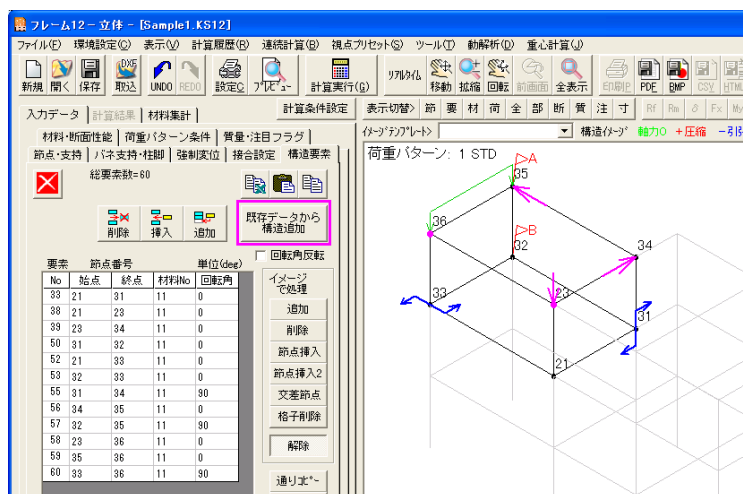 フレーム12－立体 - [Sample1.KS12]
ファイル(F) 環境設定(C) 表示(V) 計算履歴(R) 連続計算(B) 視点プリセット(S) ツール(T) 動解析(D) 重心計算(J)
新規 開く 保存 取込 UNDO REDO 設定C プレビュー 計算実行(G) リアルタイム 移動 拡縮 回転 前画面 全表示 印刷P PDF BMP CSV HTML
入力データ 計算結果 材料集計 計算条件設定 表示切替> 節 要 材 荷 全 部 断 質 注 寸 Rf Rm δ Fx My
材料・断面性能 荷重パターン条件 質量・注目フラグ
イメージテンプレート> 構造イメージ 軸力O +圧縮 -引張
節点・支持 バネ支持・柱脚 強制変位 接合設定 構造要素
荷重パターン: 1 STD
総要素数=60
削除 挿入 追加
既存データから
構造追加
回転角反転
要素 節点番号 単位(deg)
No 始点 終点 材料No 回転角
33 21 31 11 0
38 21 23 11 0
39 23 34 11 0
50 31 32 11 0
52 21 33 11 0
53 32 33 11 0
55 31 34 11 90
56 34 35 11 0
57 32 35 11 90
58 23 36 11 0
59 35 36 11 0
60 33 36 11 90
イメージ
で処理
追加
削除
節点挿入
節点挿入2
交差節点
格子削除
解除
通りコピー
A
35
36
B
32
34
33
23
31
21